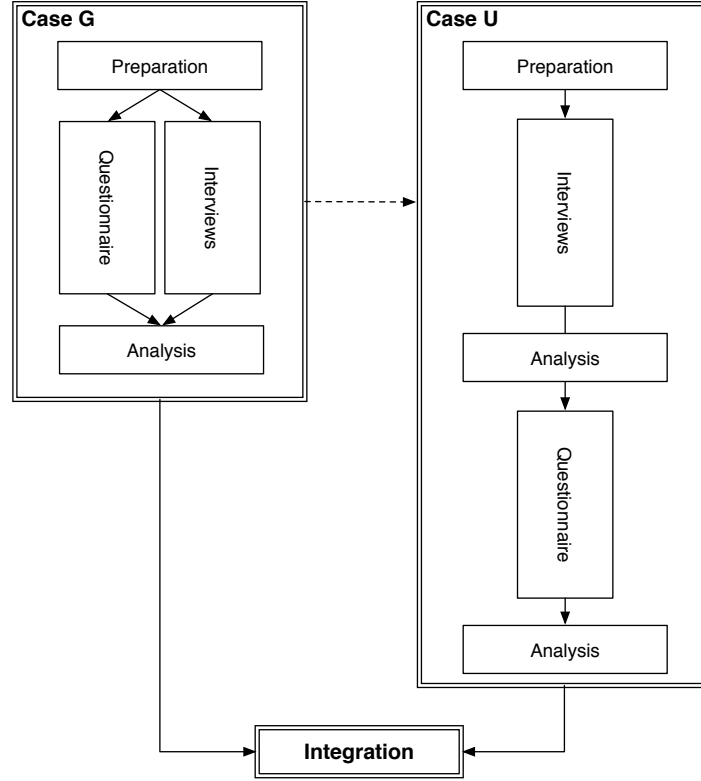 Case G
Preparation
Questionnaire
Interviews
Analysis
Case U
Preparation
Interviews
Analysis
Questionnaire
Analysis
Integration